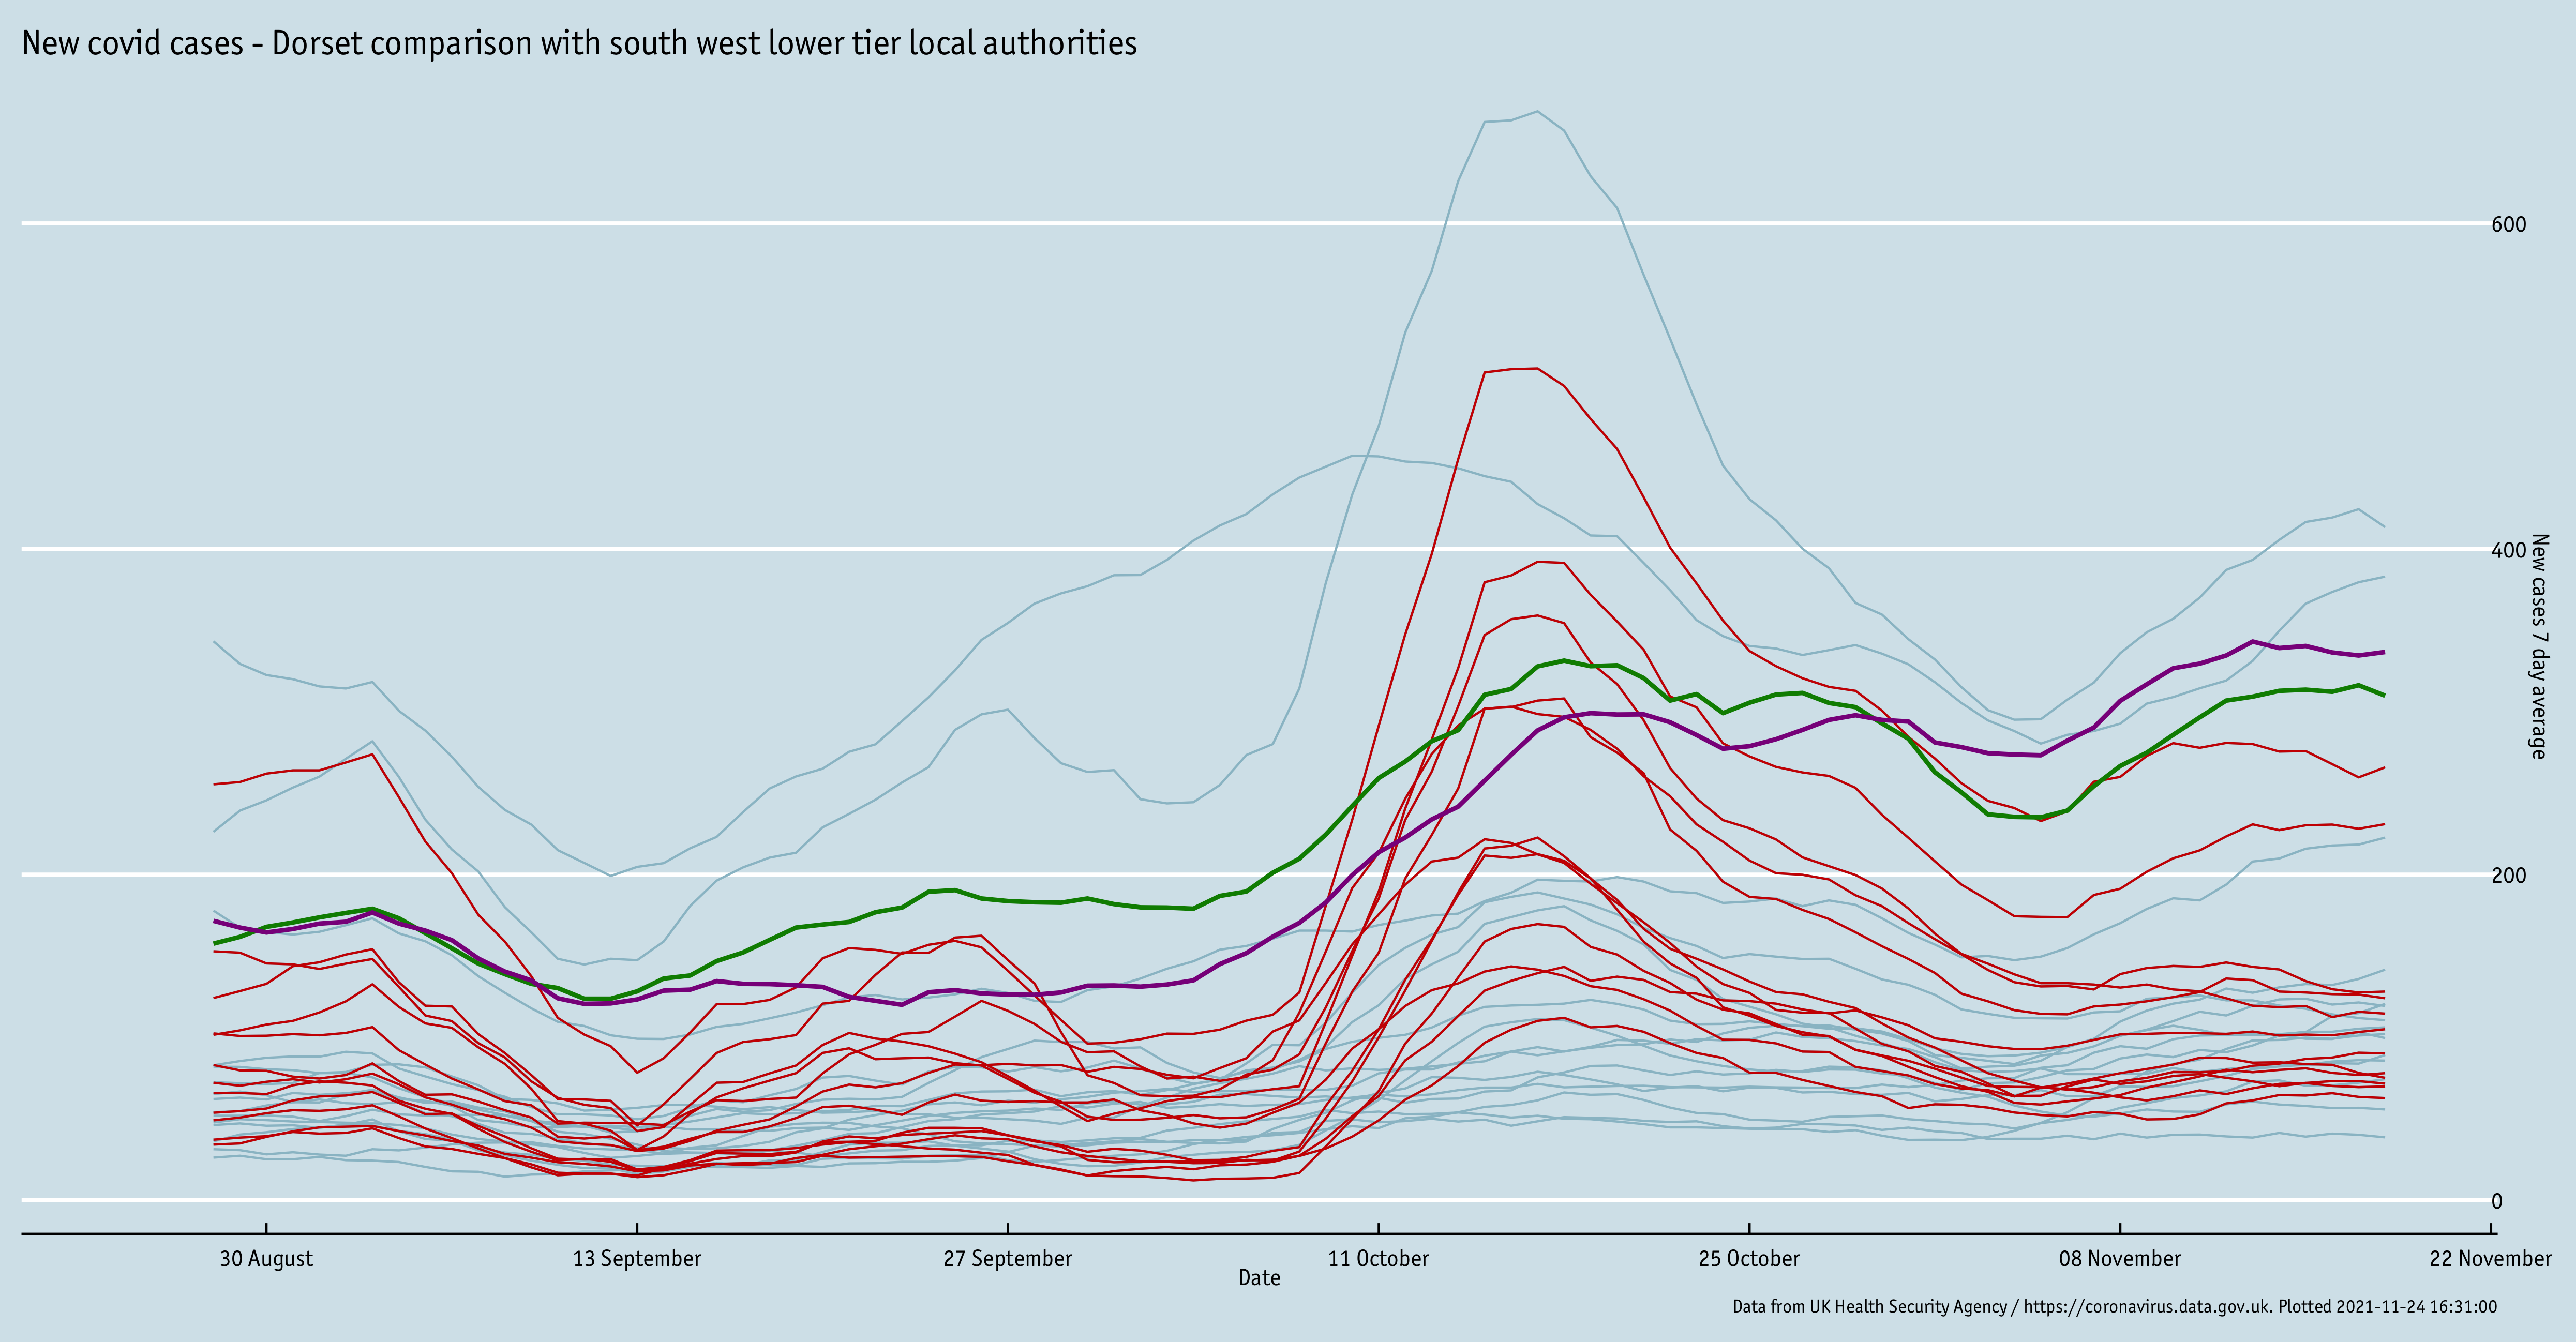 New covid cases - Dorset comparison with south west lower tier local authorities
600
400
200
0
New cases 7 day average
30 August
13 September
27 September
11 October
25 October
08 November
22 November
Date
Data from UK Health Security Agency / https://coronavirus.data.gov.uk. Plotted 2021-11-24 16:31:00